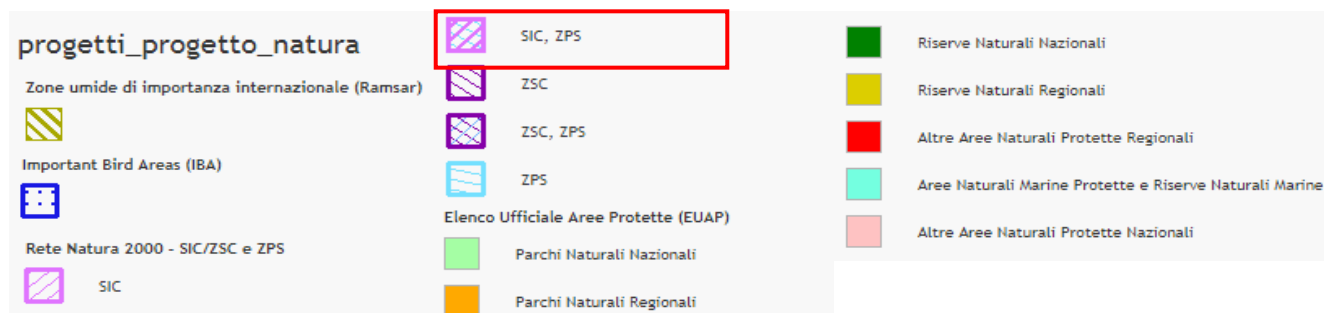 progetti_progetto_natura
Zone umide di importanza internazionale (Ramsar)
Important Bird Areas (IBA)
Rete Natura 2000 - SIC/ZSC e ZPS
SIC
SIC, ZPS
ZSC
ZSC, ZPS
ZPS
Elenco Ufficiale Aree Protette (EUAP)
Parchi Naturali Nazionali
Parchi Naturali Regionali
Riserve Naturali Nazionali
Riserve Naturali Regionali
Altre Aree Naturali Protette Regionali
Aree Naturali Marine Protette e Riserve Naturali Marine
Altre Aree Naturali Protette Nazionali